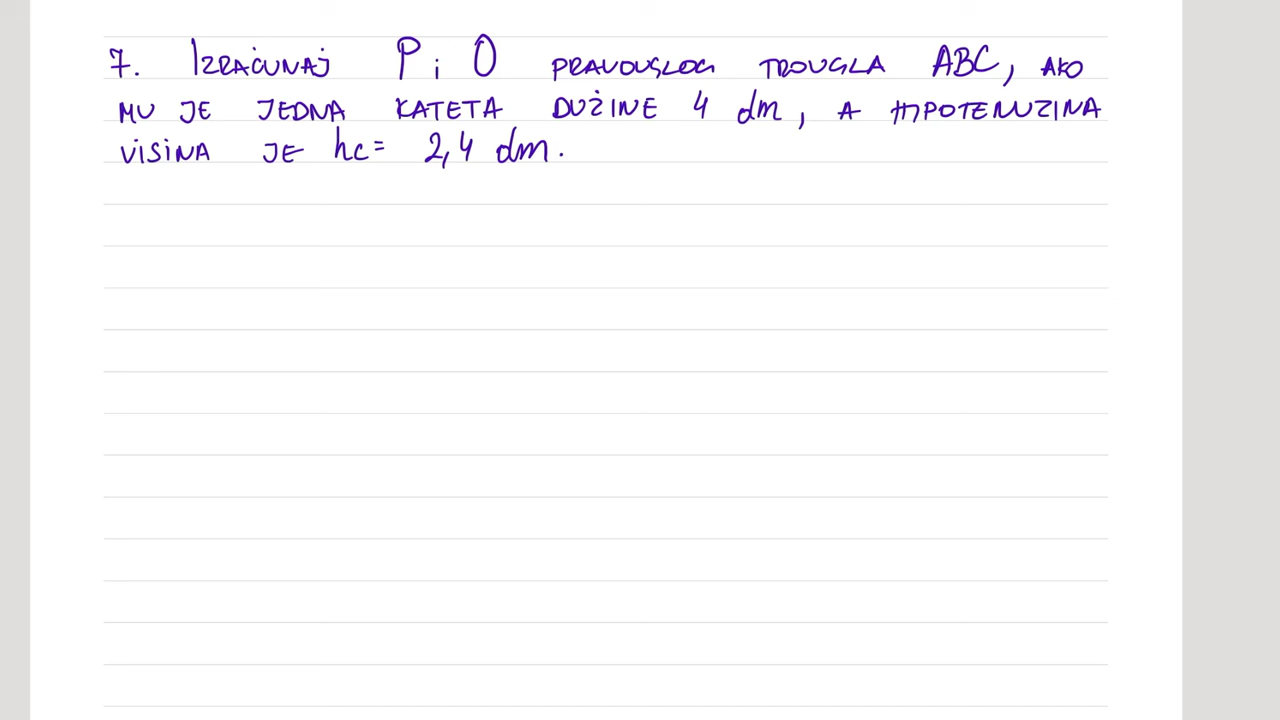 7. IZRAČUNAJ P i O PRAVOUGLOG TROUGLA ABC, AKO
MU JE JEDNA KATETA DUŽINE 4 dm, A HIPOTENUZINA
VISINA JE hc= 2,4 dm.